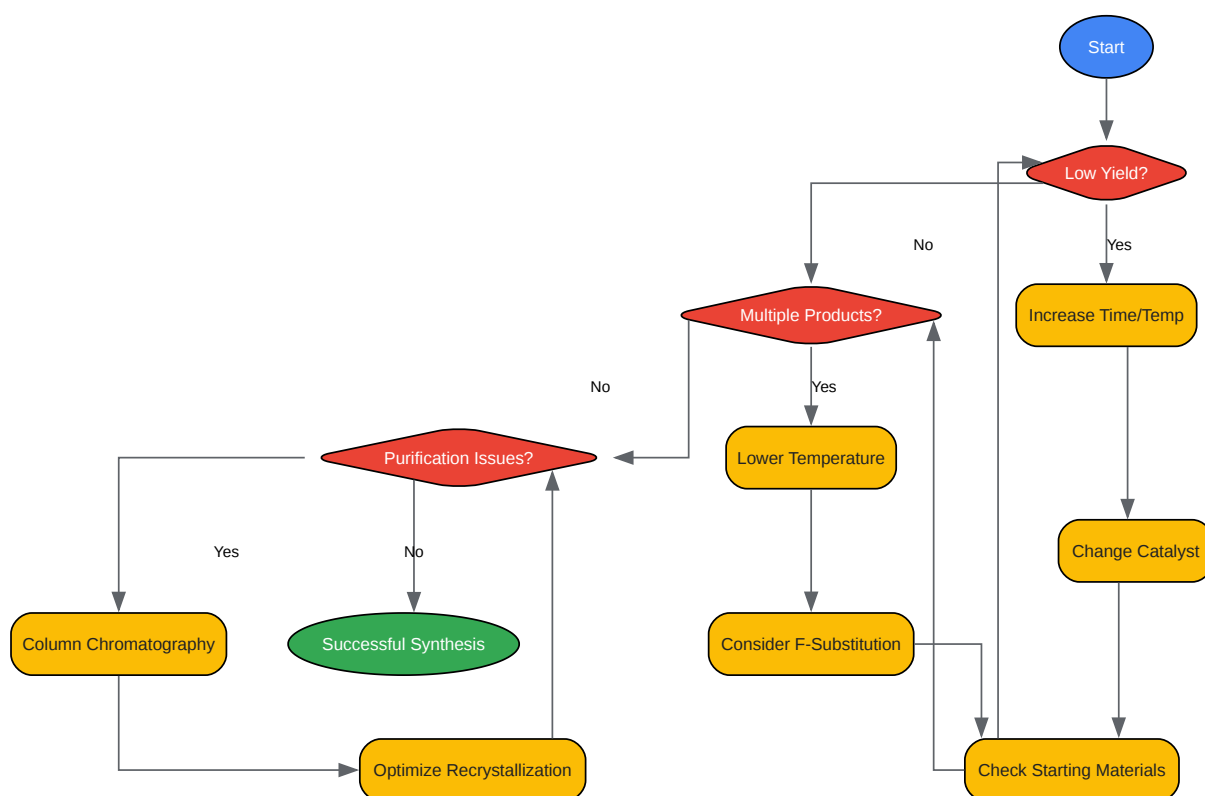 Start
Low Yield?
No
Yes
Multiple Products?
Increase Time/Temp
No
Yes
Purification Issues?
Lower Temperature
Yes
No
Change Catalyst
Column Chromatography
Successful Synthesis
Consider F-Substitution
Optimize Recrystallization
Check Starting Materials